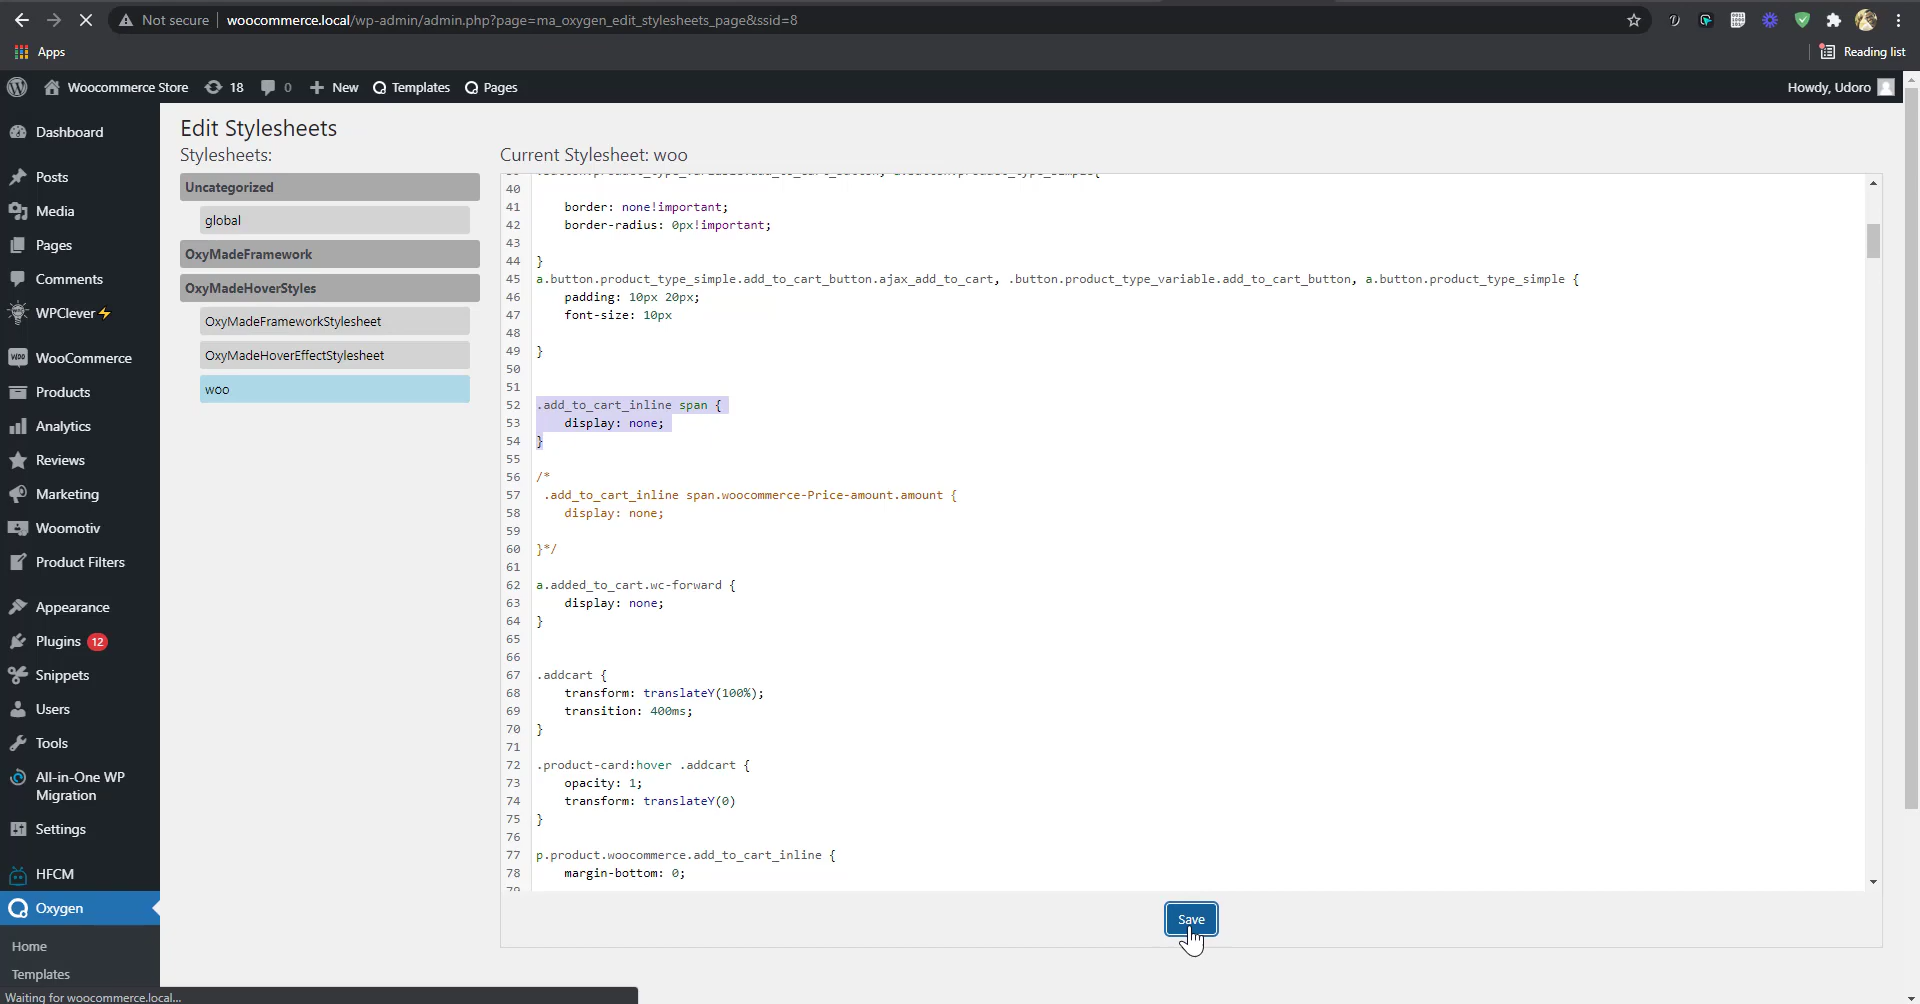 Not secure woocommerce.local/wp-admin/admin.php?page=ma_oxygen_edit_stylesheets_page&ssid=8
Apps
Reading list
Woocommerce Store 18 0 New Templates Pages
Howdy, Udoro
Dashboard
Posts
Media
Pages
Comments
WPClever⚡
WooCommerce
Products
Analytics
Reviews
Marketing
Woomotiv
Product Filters
Appearance
Plugins 12
Snippets
Users
Tools
All-in-One WP
Migration
Settings
HFCM
Oxygen
Home
Templates
Waiting for woocommerce.local...
Edit Stylesheets
Stylesheets:
Uncategorized
global
OxyMadeFramework
OxyMadeHoverStyles
OxyMadeFrameworkStylesheet
OxyMadeHoverEffectStylesheet
woo
Current Stylesheet: woo
40
41 border: none!important;
42 border-radius: 0px!important;
43
44 }
45 a.button.product_type_simple.add_to_cart_button.ajax_add_to_cart, .button.product_type_variable.add_to_cart_button, a.button.product_type_simple {
46 padding: 10px 20px;
47 font-size: 10px
48
49 }
50
51
52 .add_to_cart_inline span {
53 display: none;
54 }
55
56 /*
57 .add_to_cart_inline span.woocommerce-Price-amount.amount {
58 display: none;
59
60 }*/
61
62 a.added_to_cart.wc-forward {
63 display: none;
64 }
65
66
67 .addcart {
68 transform: translateY(100%);
69 transition: 400ms;
70 }
71
72 .product-card:hover .addcart {
73 opacity: 1;
74 transform: translateY(0)
75 }
76
77 p.product.woocommerce.add_to_cart_inline {
78 margin-bottom: 0;
79
Save